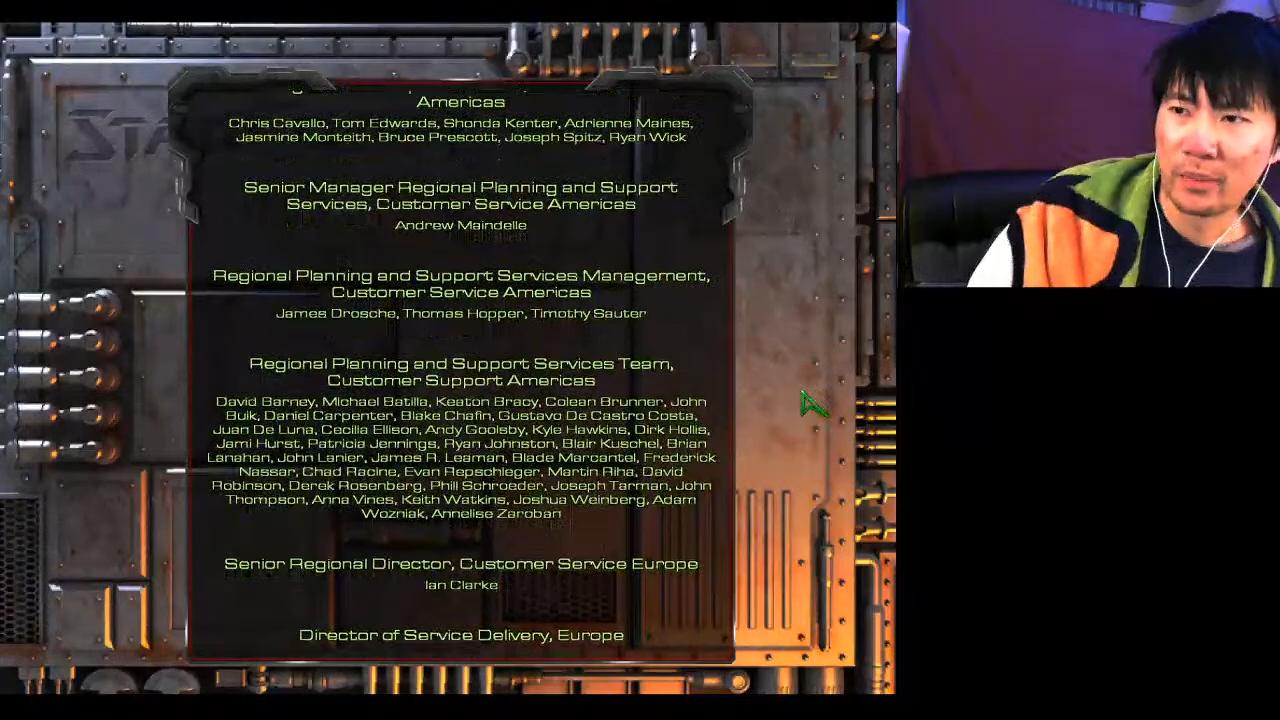 STA
Americas
Chris Cavallo, Tom Edwards, Shonda Kenter, Adrienne Maines,
Jasmine Monteith, Bruce Prescott, Joseph Spitz, Ryan Wick
Senior Manager Regional Planning and Support
Services, Customer Service Americas
Andrew Maindelle
Regional Planning and Support Services Management,
Customer Service Americas
James Drosche, Thomas Hopper, Timothy Sauter
Regional Planning and Support Services Team,
Customer Support Americas
David Barney, Michael Batilla, Keaton Bracy, Colean Brunner, John
Buik, Daniel Carpenter, Blake Chafin, Gustavo De Castro Costa,
Juan De Luna, Cecilia Ellison, Andy Goolsby, Kyle Hawkins, Dirk Hollis,
Jami Hurst, Patricia Jennings, Ryan Johnston, Blair Kuschel, Brian
Lanahan, John Lanier, James R. Leaman, Blade Marcantel, Frederick
Nassar, Chad Racine, Evan Repschleger, Martin Riha, David
Robinson, Derek Rosenberg, Phill Schroeder, Joseph Tarman, John
Thompson, Anna Vines, Keith Watkins, Joshua Weinberg, Adam
Wozniak, Annelise Zaroban
Senior Regional Director, Customer Service Europe
Ian Clarke
Director of Service Delivery, Europe